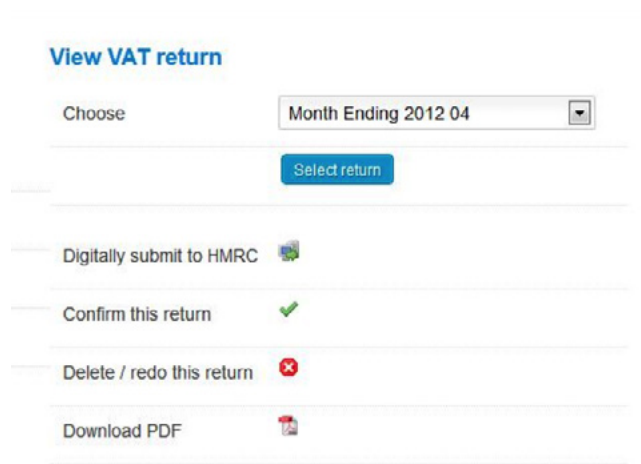 View VAT return
Choose
Month Ending 2012 04
Select return
Digitally submit to HMRC
Confirm this return
Delete / redo this return
Download PDF